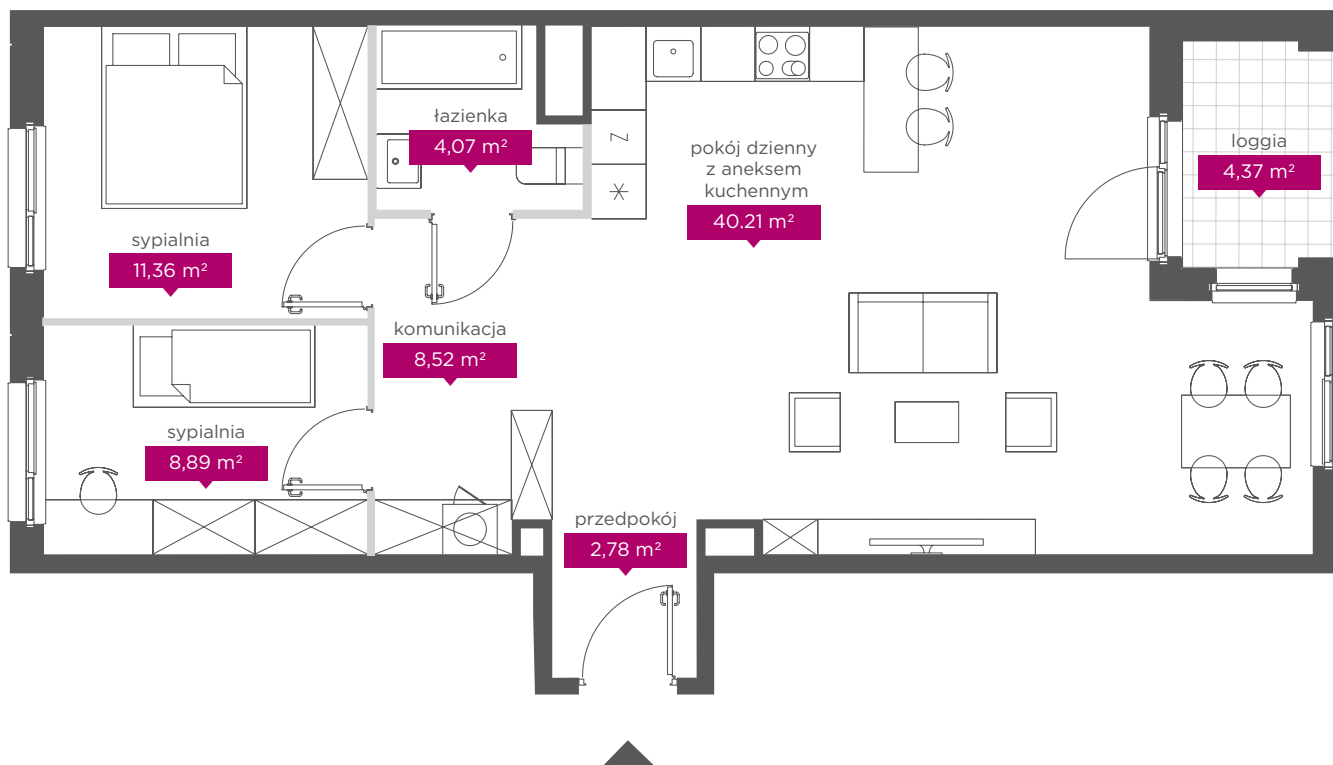 łazienka
4,07 m²
pokój dzienny
z aneksem
kuchennym
40.21 m²
loggia
4,37 m²
sypialnia
11,36 m²
komunikacja
8,52 m²
sypialnia
8,89 m²
przedpokój
2,78 m²
Z